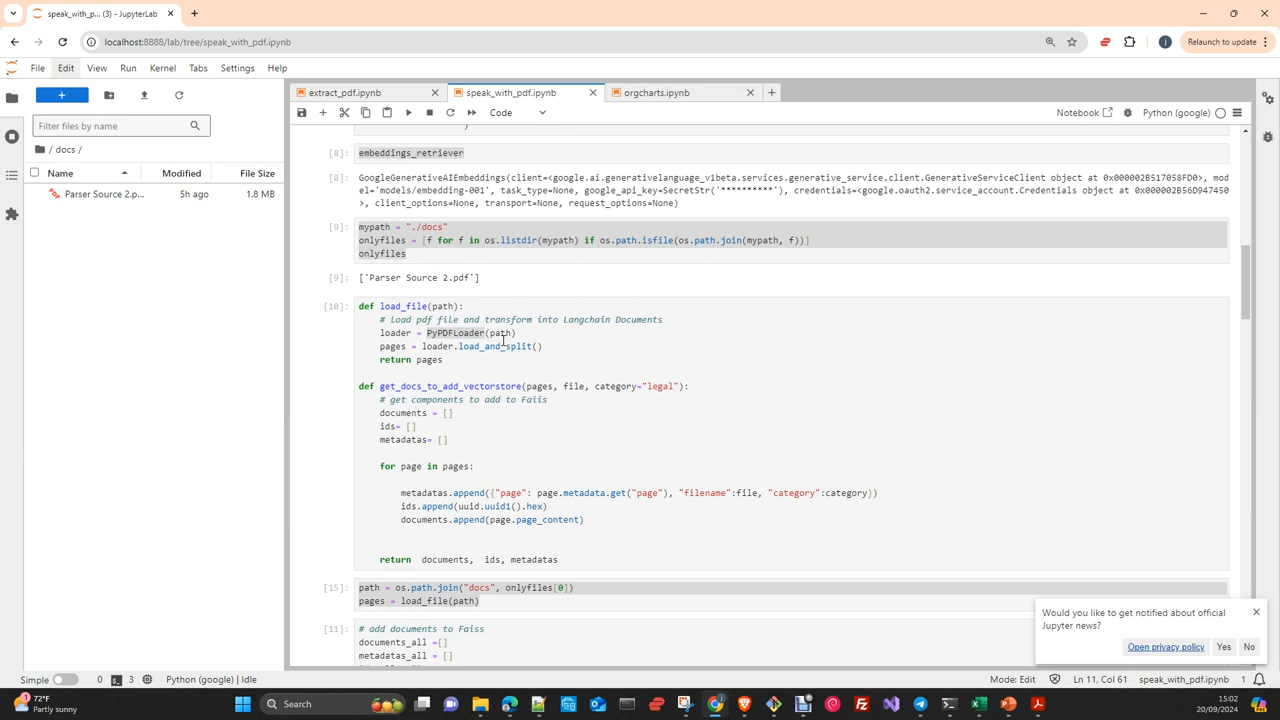 speak_with_p... (3) - JupyterLab
localhost:8888/lab/tree/speak_with_pdf.ipynb
i
Relaunch to update
File Edit View Run Kernel Tabs Settings Help
extract_pdf.ipynb
speak_with_pdf.ipynb
orgcharts.ipynb
Filter files by name
Code
Notebook
Python (google)
/ docs /
Name Modified File Size
Parser Source 2.p... 5h ago 1.8 MB
)
[8]: embeddings_retriever
[8]: GoogleGenerativeAIEmbeddings(client=<google.ai.generativelanguage_v1beta.services.generative_service.client.GenerativeServiceClient object at 0x000002B517058FD0>, mod
el='models/embedding-001', task_type=None, google_api_key=SecretStr('**********'), credentials=<google.oauth2.service_account.Credentials object at 0x000002B56D947450
>, client_options=None, transport=None, request_options=None)
[9]: mypath = "./docs"
onlyfiles = [f for f in os.listdir(mypath) if os.path.isfile(os.path.join(mypath, f))]
onlyfiles
[9]: ['Parser Source 2.pdf']
[10]: def load_file(path):
# load pdf file and transform into Langchain Documents
loader = PyPDFLoader(path)
pages = loader.load_and_split()
return pages
def get_docs_to_add_vectorstore(pages, file, category="legal"):
# get components to add to Faiis
documents = []
ids= []
metadatas= []
for page in pages:
metadatas.append({"page": page.metadata.get("page"), "filename":file, "category":category})
ids.append(uuid.uuid1().hex)
documents.append(page.page_content)
return documents, ids, metadatas
[15]: path = os.path.join("docs", onlyfiles[0])
pages = load_file(path)
[11]: # add documents to Faiss
documents_all =[]
metadatas_all = []
Would you like to get notified about official
Jupyter news?
Open privacy policy Yes No
Simple 0 3 Python (google) | Idle
Mode: Edit Ln 11, Col 61 speak_with_pdf.ipynb 1
72°F
Partly sunny
Search
15:02
20/09/2024